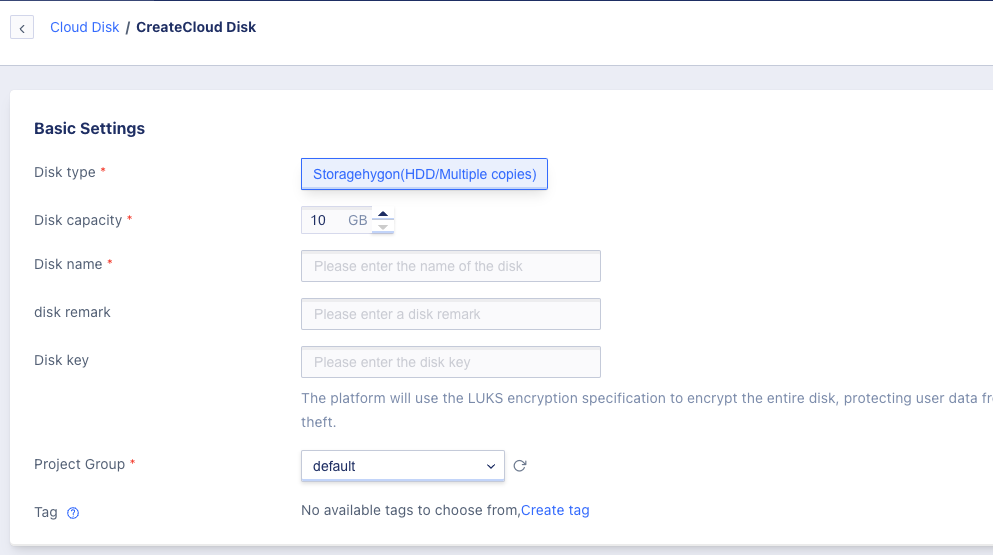 Cloud Disk / CreateCloud Disk
Basic Settings
Disk type * Storagehygon(HDD/Multiple copies)
Disk capacity * 10 GB
Disk name * Please enter the name of the disk
disk remark Please enter a disk remark
Disk key Please enter the disk key
The platform will use the LUKS encryption specification to encrypt the entire disk, protecting user data
theft.
Project Group * default
Tag No available tags to choose from,Create tag